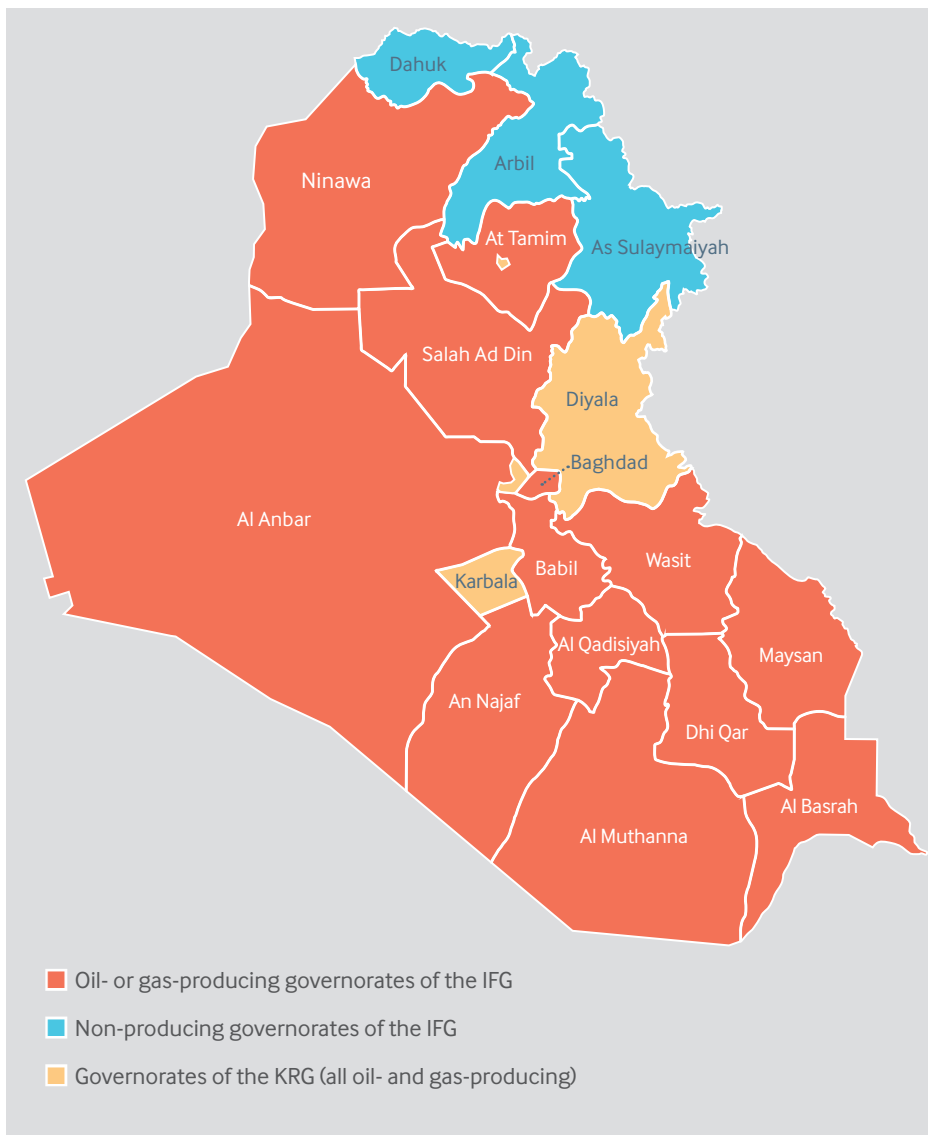 Dahuk
Arbil
Ninawa
At Tamim
As Sulaymaiyah
Salah Ad Din
Diyala
Baghdad
Al Anbar
Karbala
Babil
Wasit
Al Qadisiyah
Maysan
An Najaf
Dhi Qar
Al Basrah
Al Muthanna
Oil- or gas-producing governorates of the IFG
Non-producing governorates of the IFG
Governorates of the KRG (all oil- and gas-producing)